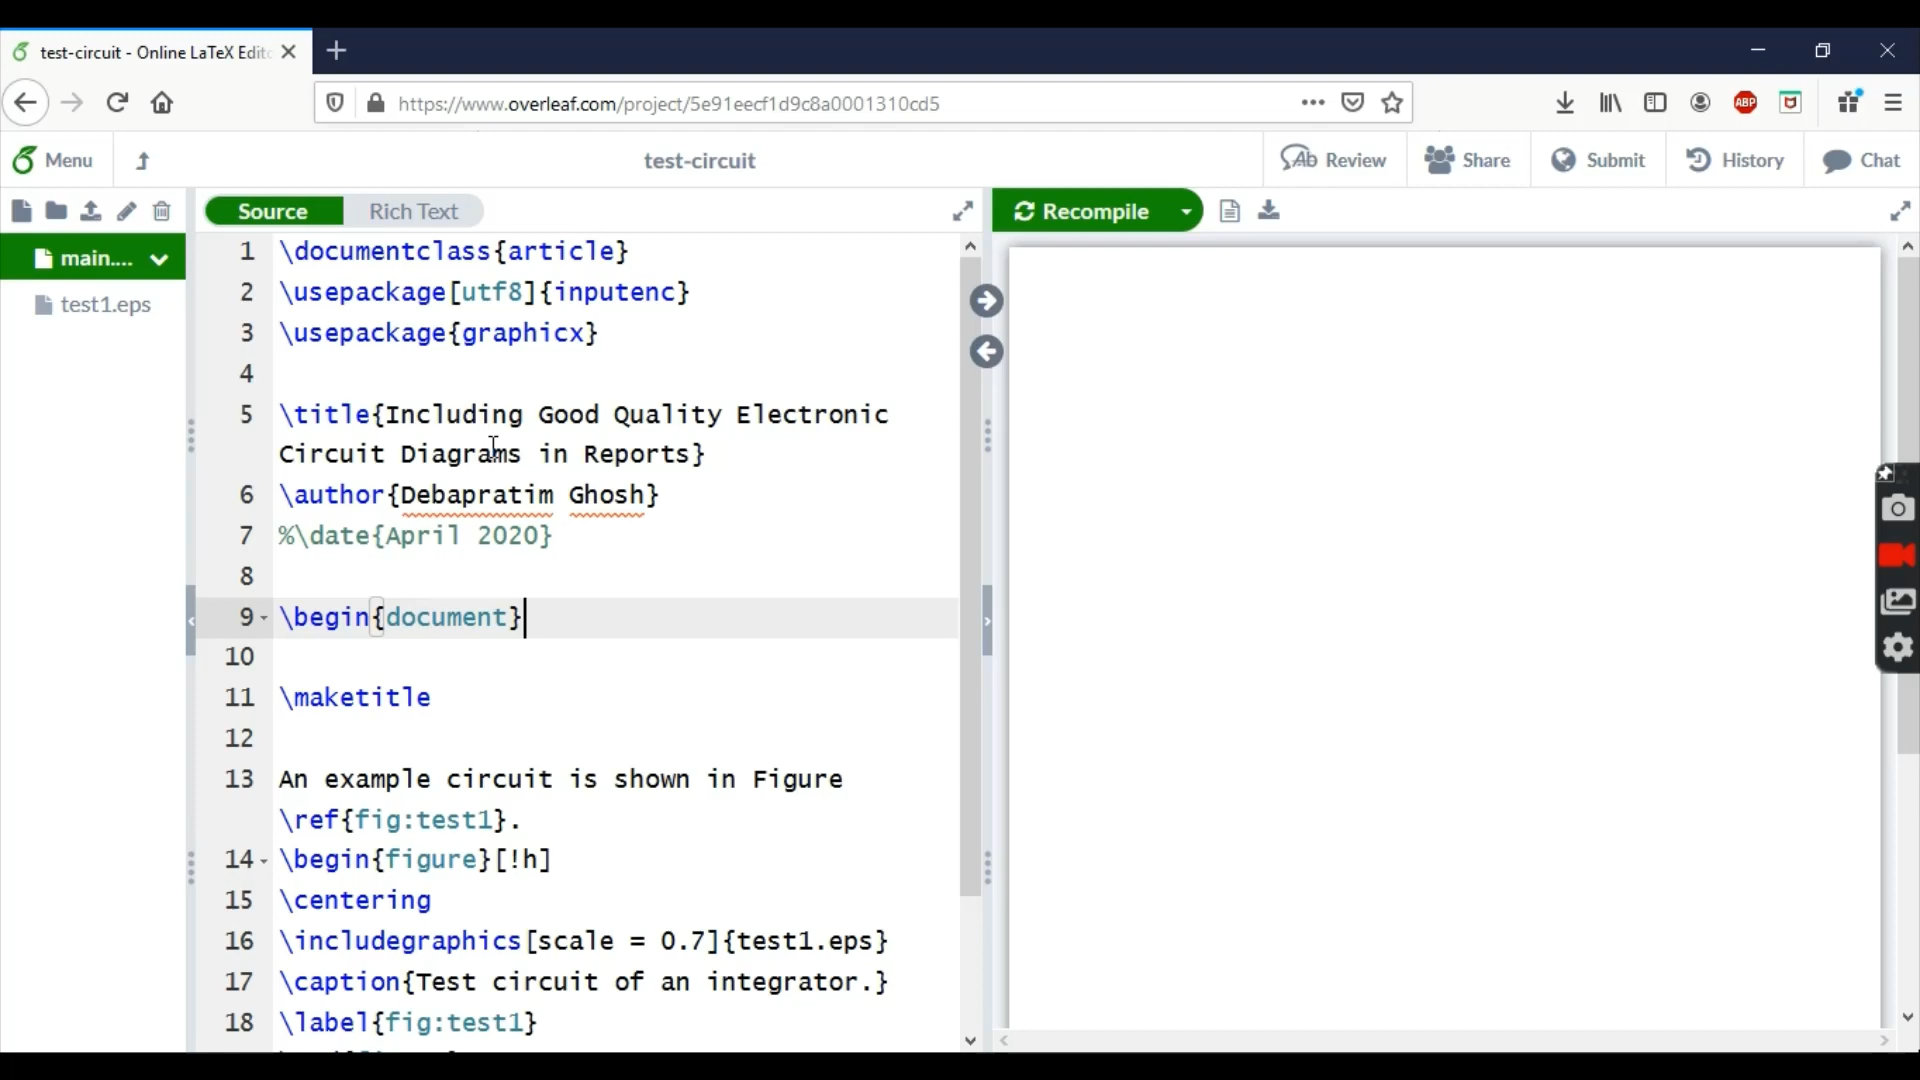 test-circuit - Online LaTeX Edito
https://www.overleaf.com/project/5e91eecf1d9c8a0001310cd5
ABP
Menu
test-circuit
Ab Review
Share
Submit
History
Chat
Source
Rich Text
Recompile
main....
test1.eps
1 \documentclass{article}
2 \usepackage[utf8]{inputenc}
3 \usepackage{graphicx}
4
5 \title{Including Good Quality Electronic
Circuit Diagrams in Reports}
6 \author{Debapratim Ghosh}
7 %\date{April 2020}
8
9 \begin{document}
10
11 \maketitle
12
13 An example circuit is shown in Figure
\ref{fig:test1}.
14 \begin{figure}[!h]
15 \centering
16 \includegraphics[scale = 0.7]{test1.eps}
17 \caption{Test circuit of an integrator.}
18 \label{fig:test1}